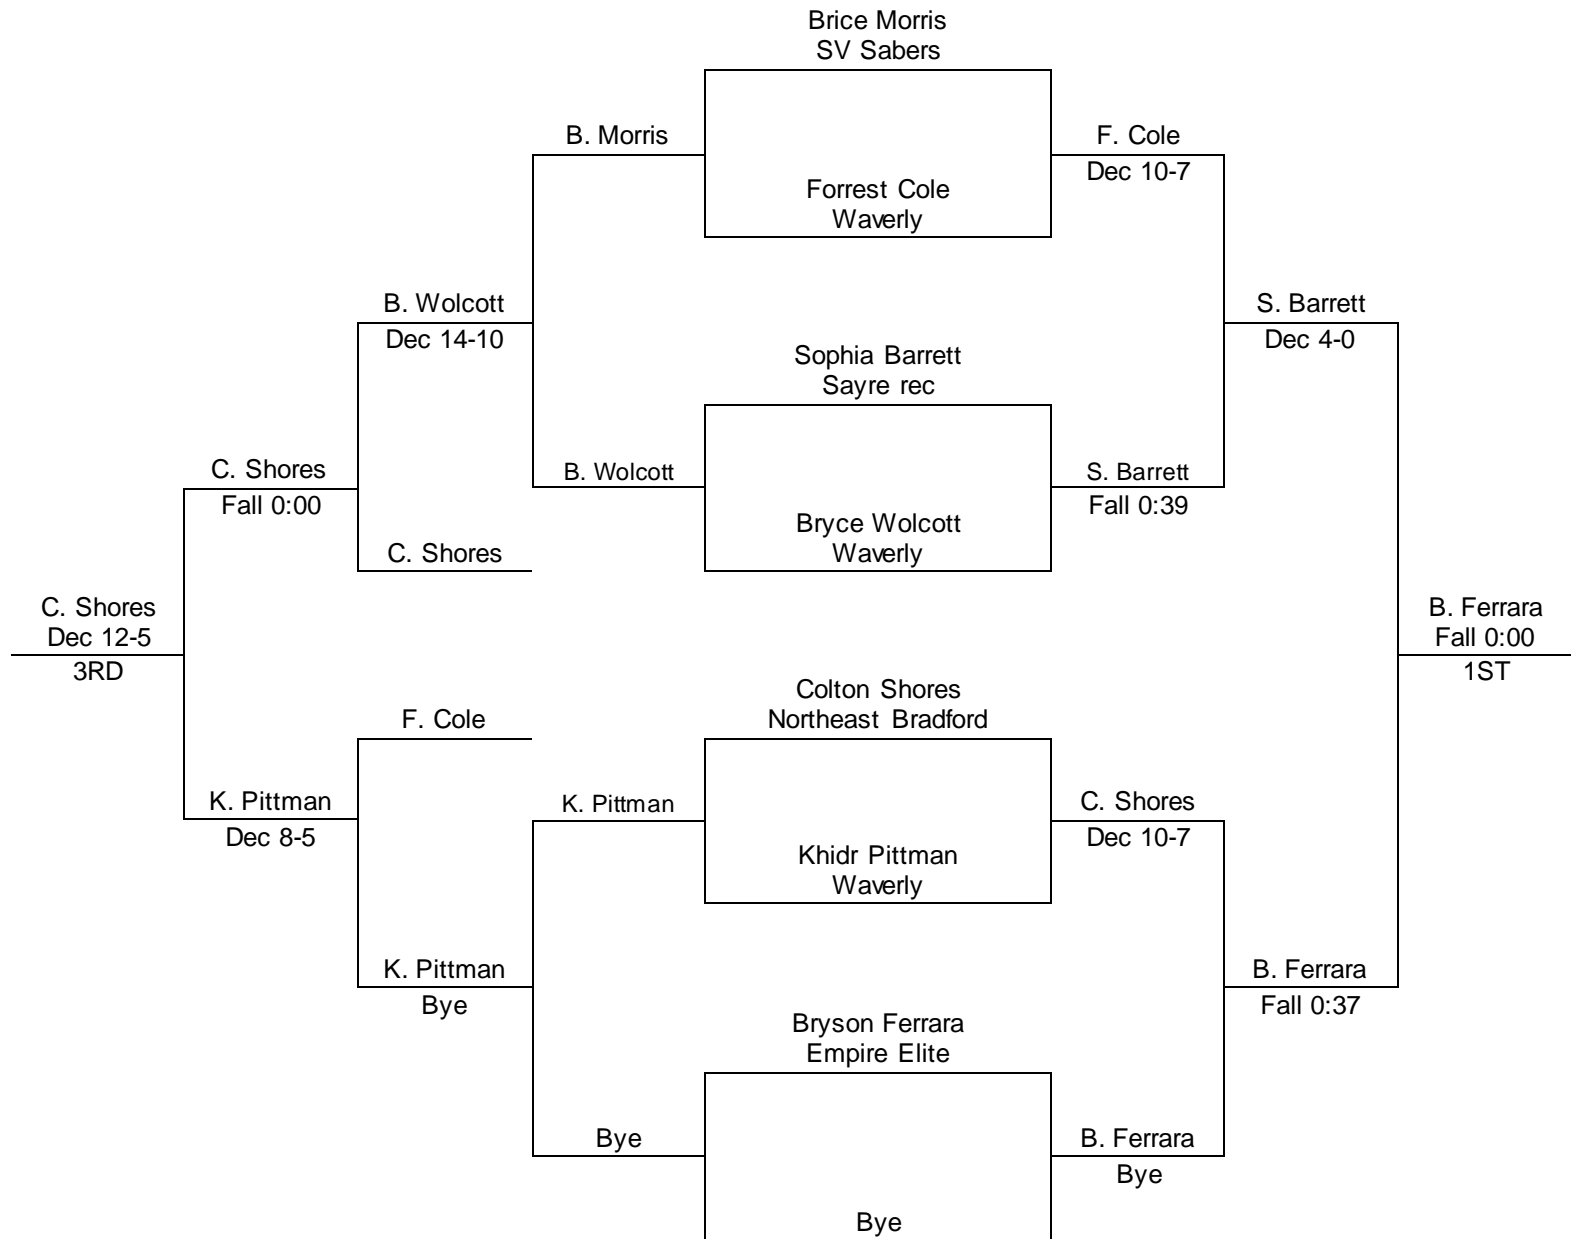 Brice Morris
SV Sabers
B. Morris
F. Cole
Dec 10-7
Forrest Cole
Waverly
B. Wolcott
Dec 14-10
S. Barrett
Dec 4-0
Sophia Barrett
Sayre rec
C. Shores
Fall 0:00
B. Wolcott
S. Barrett
Fall 0:39
Bryce Wolcott
Waverly
C. Shores
C. Shores
Dec 12-5
3RD
B. Ferrara
Fall 0:00
1ST
Colton Shores
Northeast Bradford
F. Cole
K. Pittman
Dec 8-5
K. Pittman
C. Shores
Dec 10-7
Khidr Pittman
Waverly
K. Pittman
Bye
B. Ferrara
Fall 0:37
Bryson Ferrara
Empire Elite
Bye
B. Ferrara
Bye
Bye